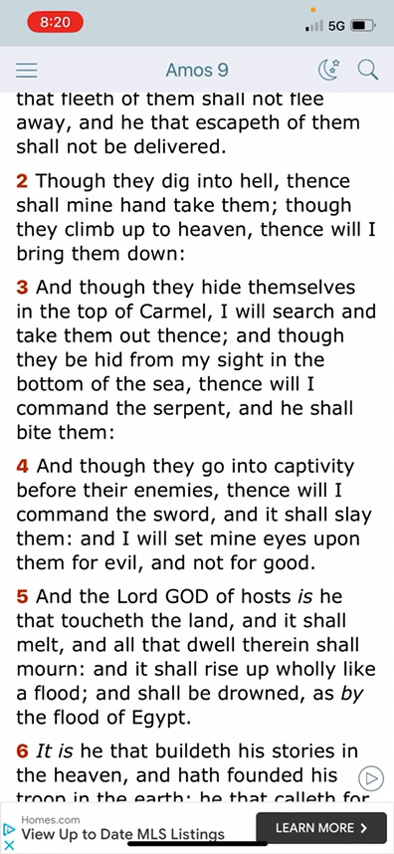 8:20
5G
Amos 9
that fleeth of them shall not flee
away, and he that escapeth of them
shall not be delivered.
2 Though they dig into hell, thence
shall mine hand take them; though
they climb up to heaven, thence will I
bring them down:
3 And though they hide themselves
in the top of Carmel, I will search and
take them out thence; and though
they be hid from my sight in the
bottom of the sea, thence will I
command the serpent, and he shall
bite them:
4 And though they go into captivity
before their enemies, thence will I
command the sword, and it shall slay
them: and I will set mine eyes upon
them for evil, and not for good.
5 And the Lord GOD of hosts is he
that toucheth the land, and it shall
melt, and all that dwell therein shall
mourn: and it shall rise up wholly like
a flood; and shall be drowned, as by
the flood of Egypt.
6 It is he that buildeth his stories in
the heaven, and hath founded his
troop in the earth; he that calleth for
Homes.com
View Up to Date MLS Listings
LEARN MORE >